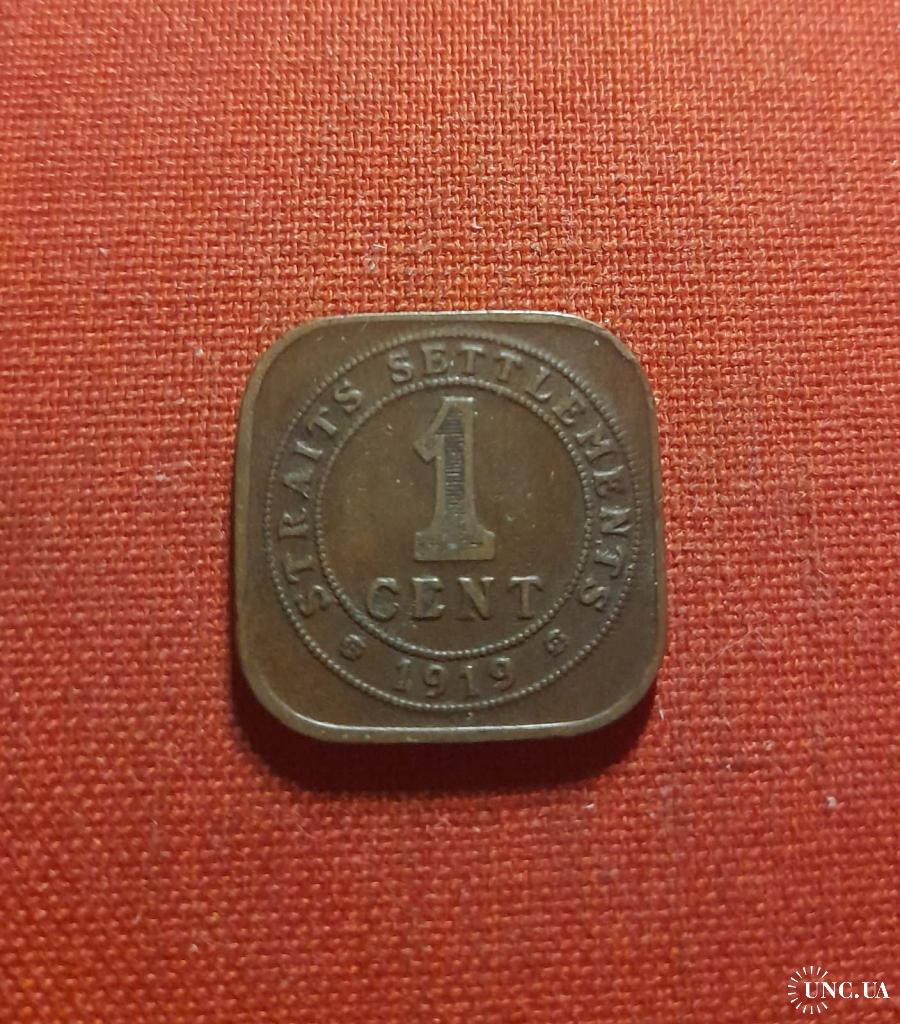 STRAITS SETTLEMENTS
1
CENT
1919
UNC.UA